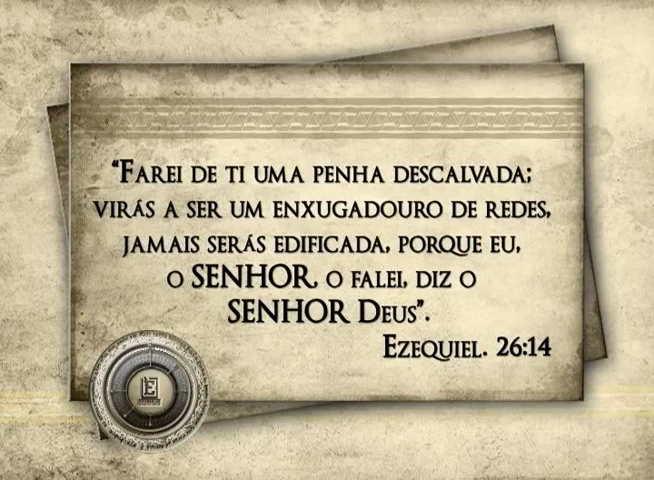 “Farei de ti uma penha descalvada;
virás a ser um enxugadouro de redes,
jamais serás edificada, porque eu,
o SENHOR, o falei, diz o
SENHOR Deus”.
Ezequiel. 26:14
E